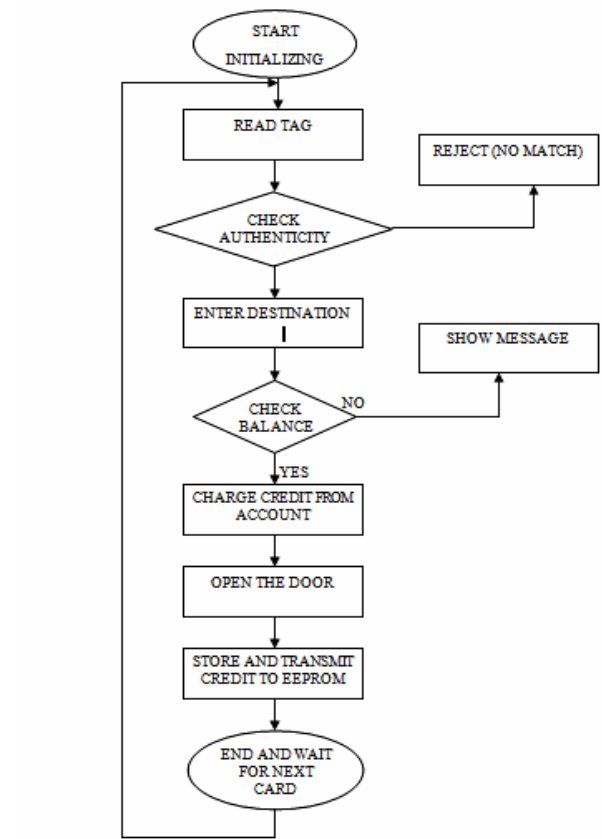 START
INITIALIZING
READ TAG
REJECT (NO MATCH)
CHECK
AUTHENTICITY
ENTER DESTINATION
SHOW MESSAGE
CHECK
BALANCE
NO
YES
CHARGE CREDIT FROM
ACCOUNT
OPEN THE DOOR
STORE AND TRANSMIT
CREDIT TO EEPROM
END AND WAIT
FOR NEXT
CARD